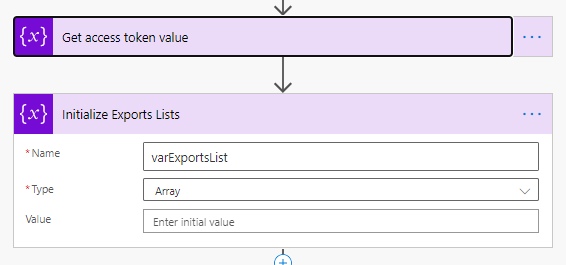 {x} Get access token value ...
{x} Initialize Exports Lists ...
*Name varExportsList
*Type Array
Value Enter initial value